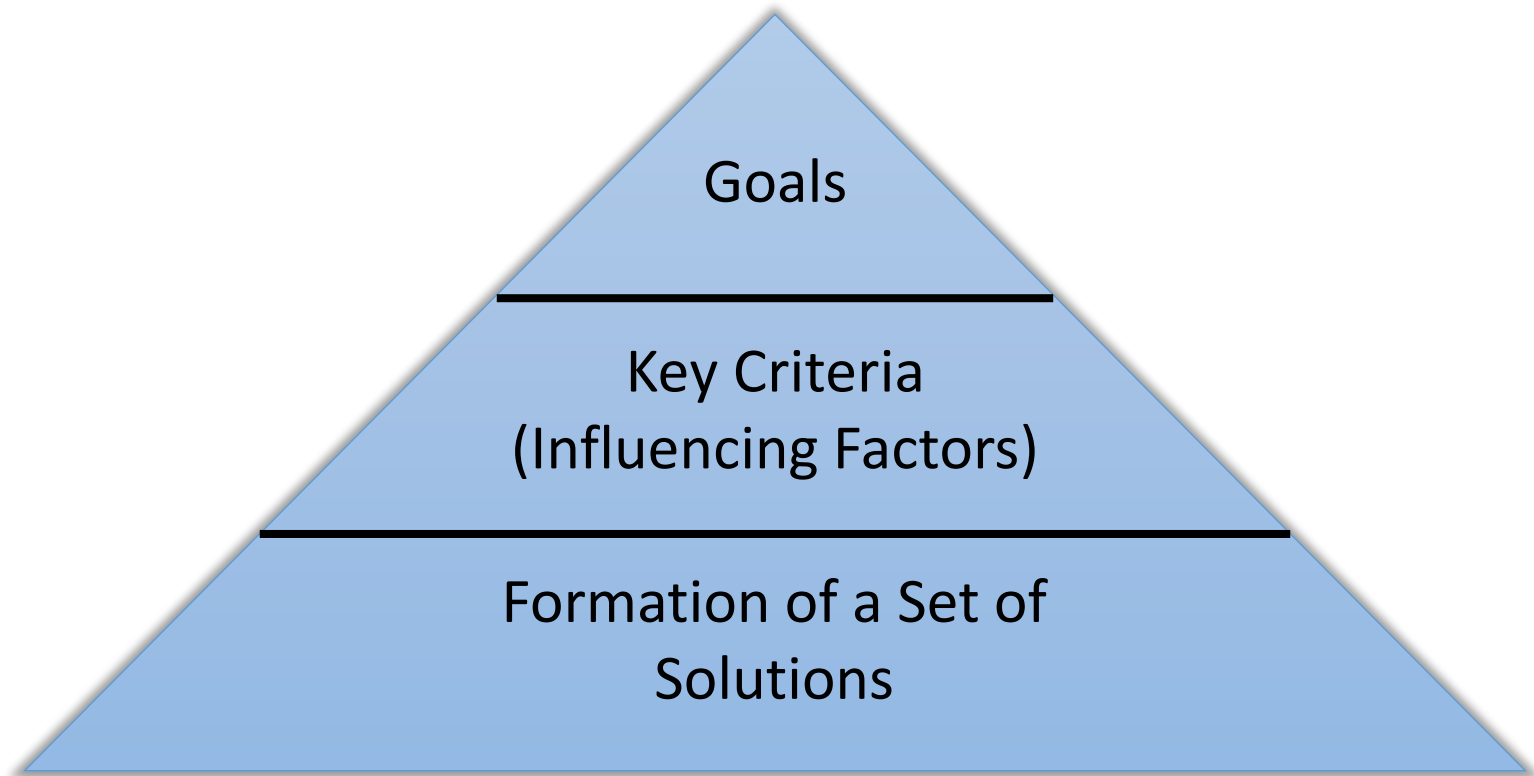 Goals
Key Criteria
(Influencing Factors)
Formation of a Set of
Solutions